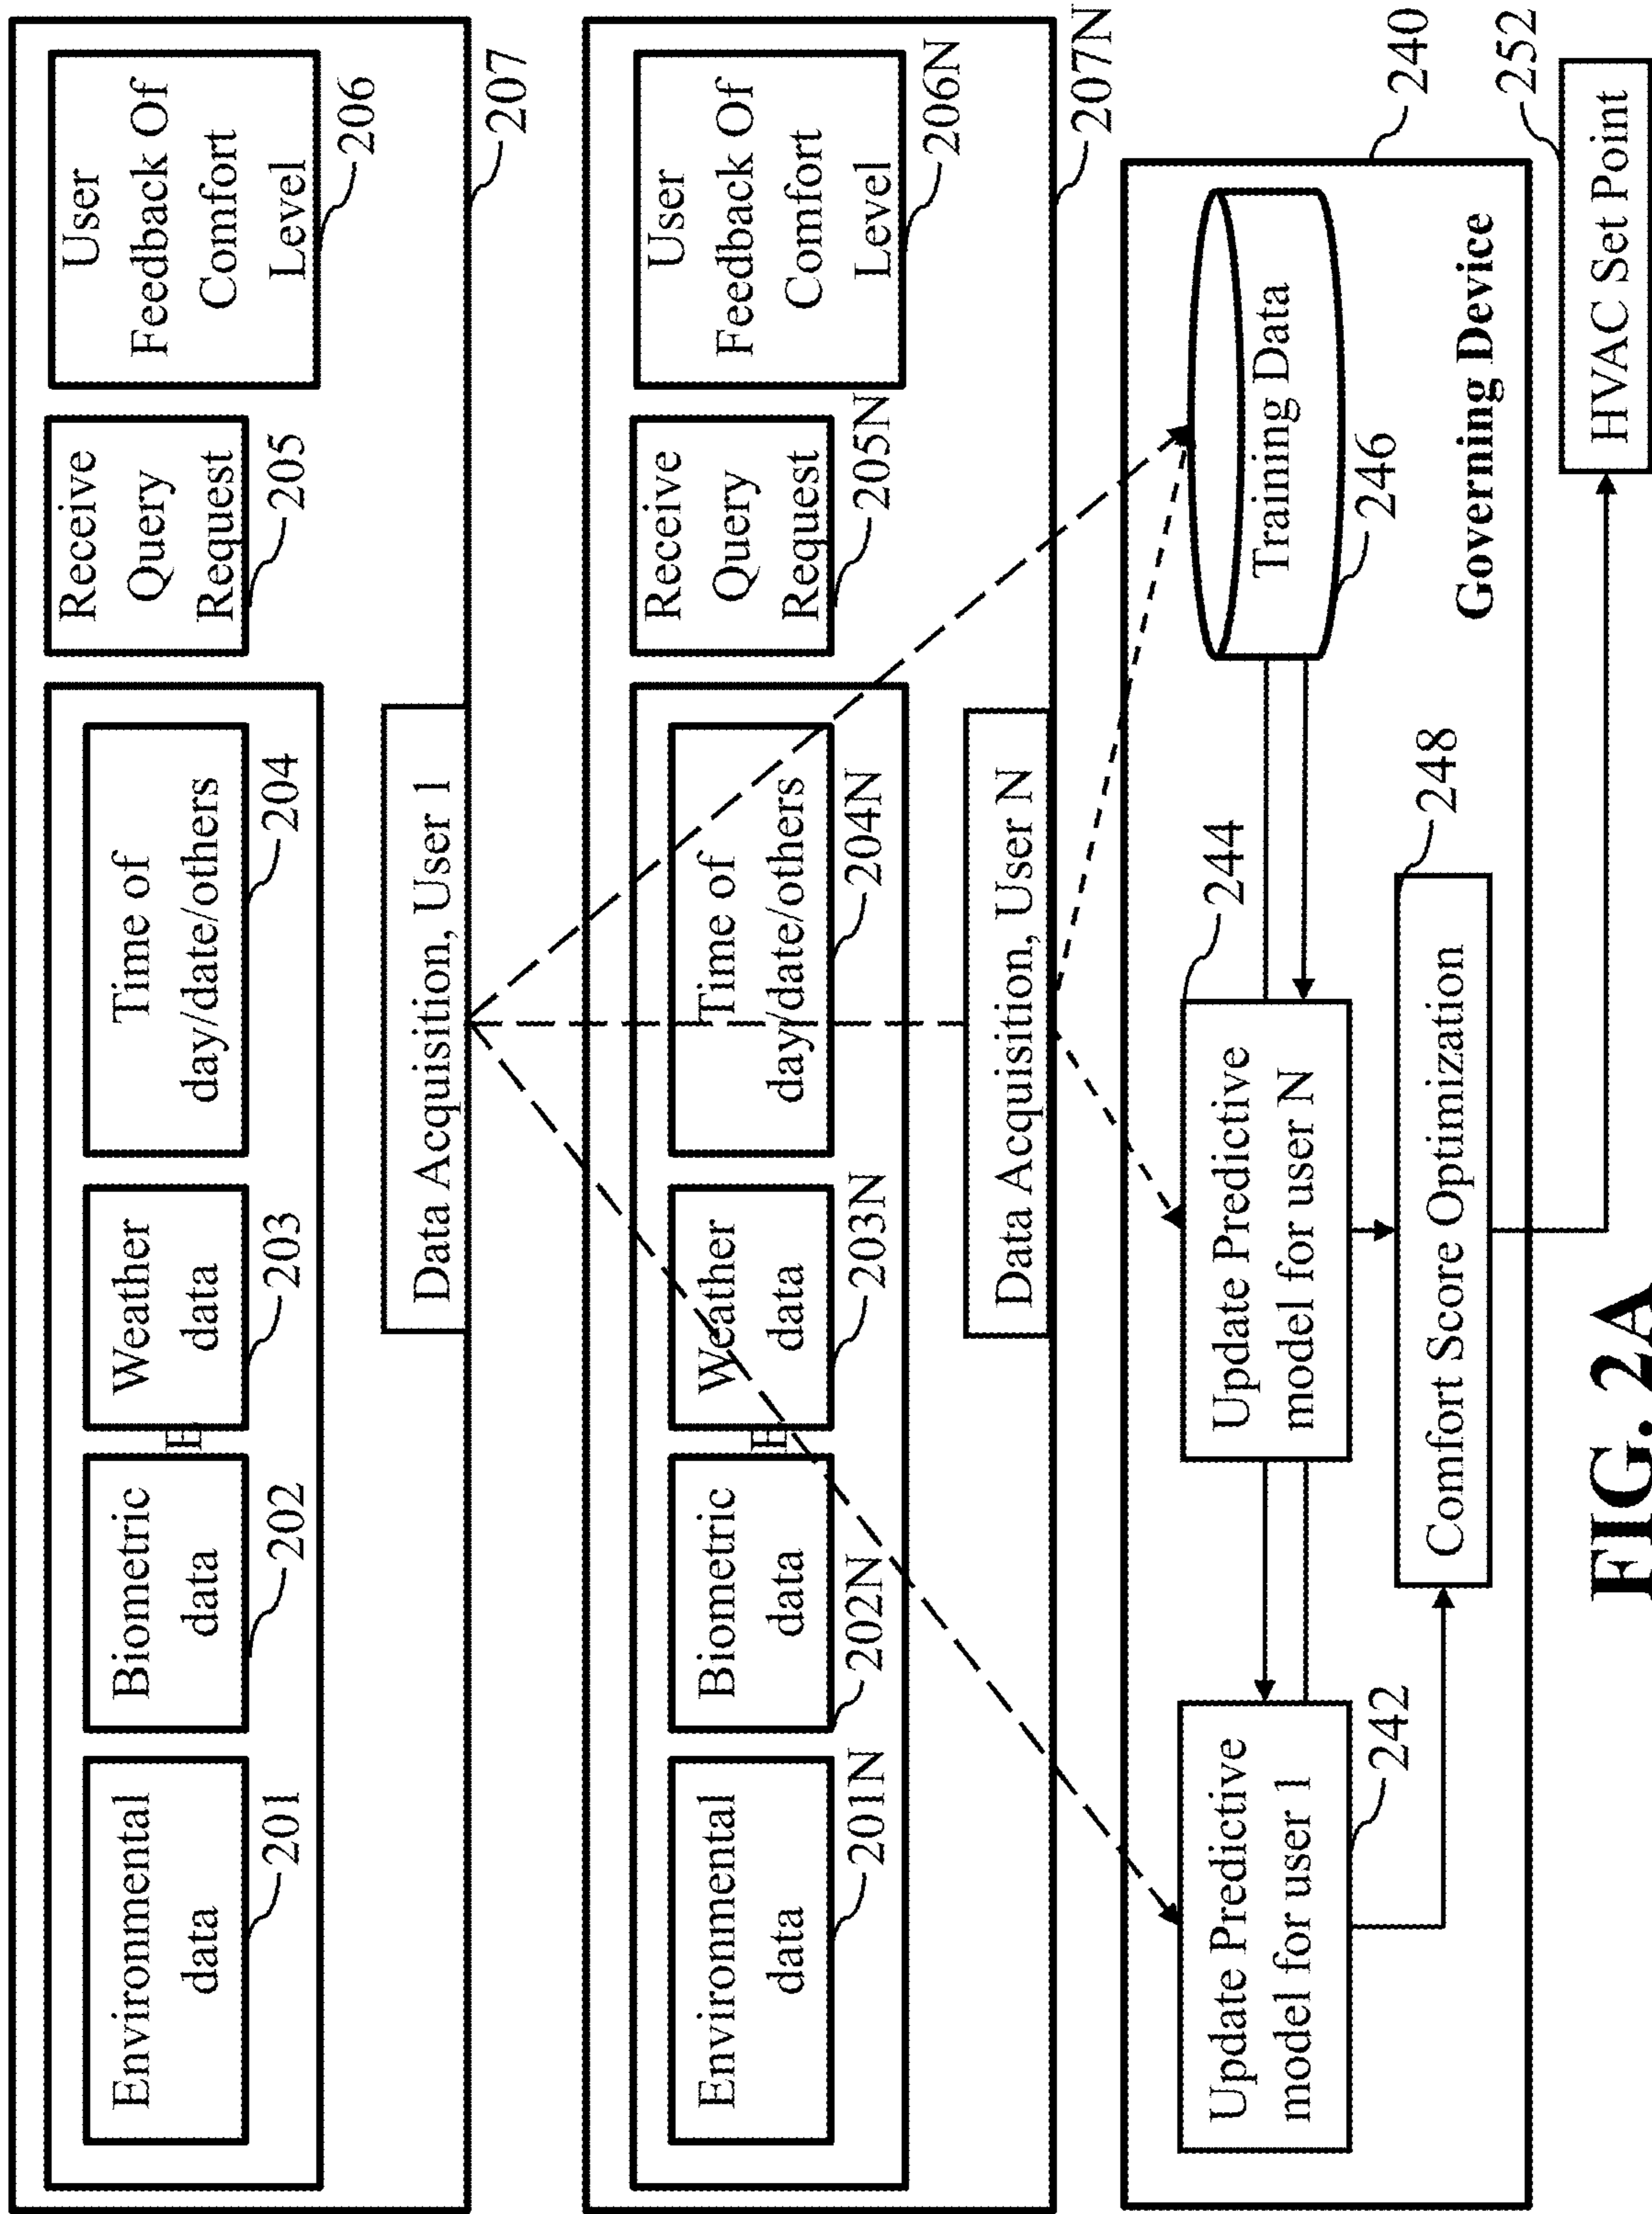 Environmental
data
201
Biometric
data
202
E
Weather
data
203
Time of
day/date/others
204
Receive
Query
Request
205
User
Feedback Of
Comfort
Level
206
Data Acquisition, User 1
207
Environmental
data
201N
Biometric
data
202N
E
Weather
data
203N
Time of
day/date/others
204N
Receive
Query
Request
205N
User
Feedback Of
Comfort
Level
206N
Data Acquisition, User N
207N
Update Predictive
model for user 1
242
Update Predictive
model for user N
244
Training Data
246
Comfort Score Optimization
248
Governing Device
240
HVAC Set Point
252
FIG. 2A